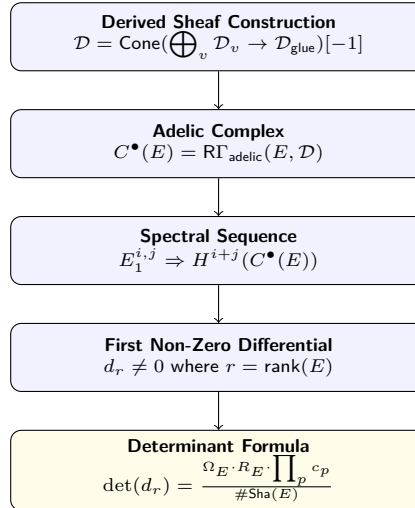 Derived Sheaf Construction
𝒟 = Cone(⨁_v 𝒟_v → 𝒟_glue)[−1]
Adelic Complex
C^•(E) = RΓ_adelic(E, 𝒟)
Spectral Sequence
E_1^{i,j} ⇒ H^{i+j}(C^•(E))
First Non-Zero Differential
d_r ≠ 0 where r = rank(E)
Determinant Formula
det(d_r) = (Ω_E · R_E · ∏_p c_p) / (#Sha(E))